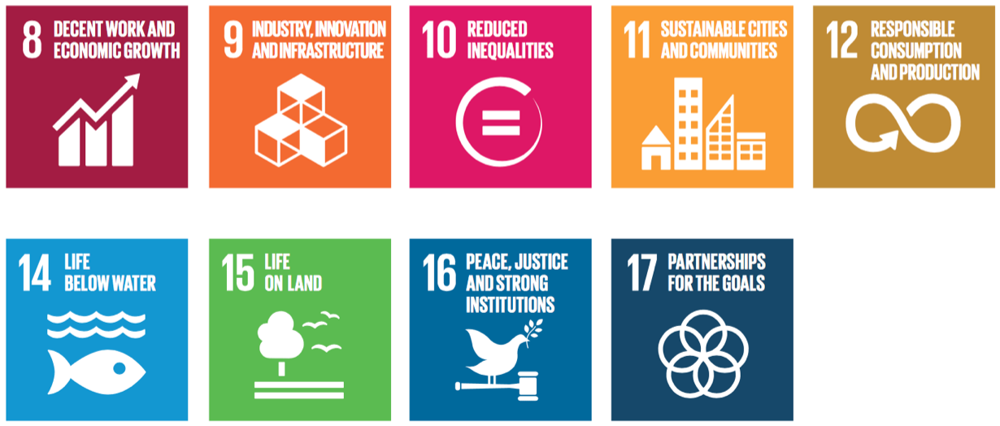 8 DECENT WORK AND
ECONOMIC GROWTH
9 INDUSTRY, INNOVATION
AND INFRASTRUCTURE
10 REDUCED
INEQUALITIES
11 SUSTAINABLE CITIES
AND COMMUNITIES
12 RESPONSIBLE
CONSUMPTION
AND PRODUCTION
14 LIFE
BELOW WATER
15 LIFE
ON LAND
16 PEACE, JUSTICE
AND STRONG
INSTITUTIONS
17 PARTNERSHIPS
FOR THE GOALS